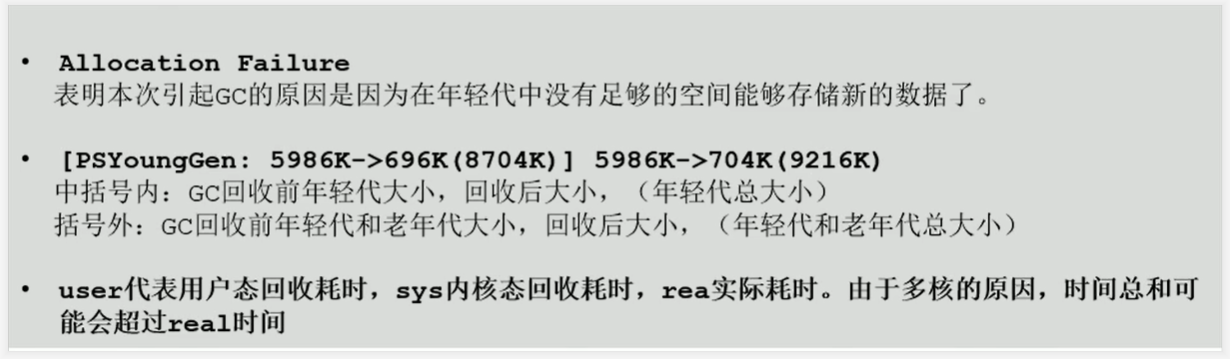 • Allocation Failure
表明本次引起GC的原因是因为在年轻代中没有足够的空间能够存储新的数据了。
• [PSYoungGen: 5986K->696K(8704K)] 5986K->704K(9216K)
中括号内：GC回收前年轻代大小，回收后大小，（年轻代总大小）
括号外：GC回收前年轻代和老年代大小，回收后大小，（年轻代和老年代总大小）
• user代表用户态回收耗时，sys内核态回收耗时，rea实际耗时。由于多核的原因，时间总和可
能会超过real时间